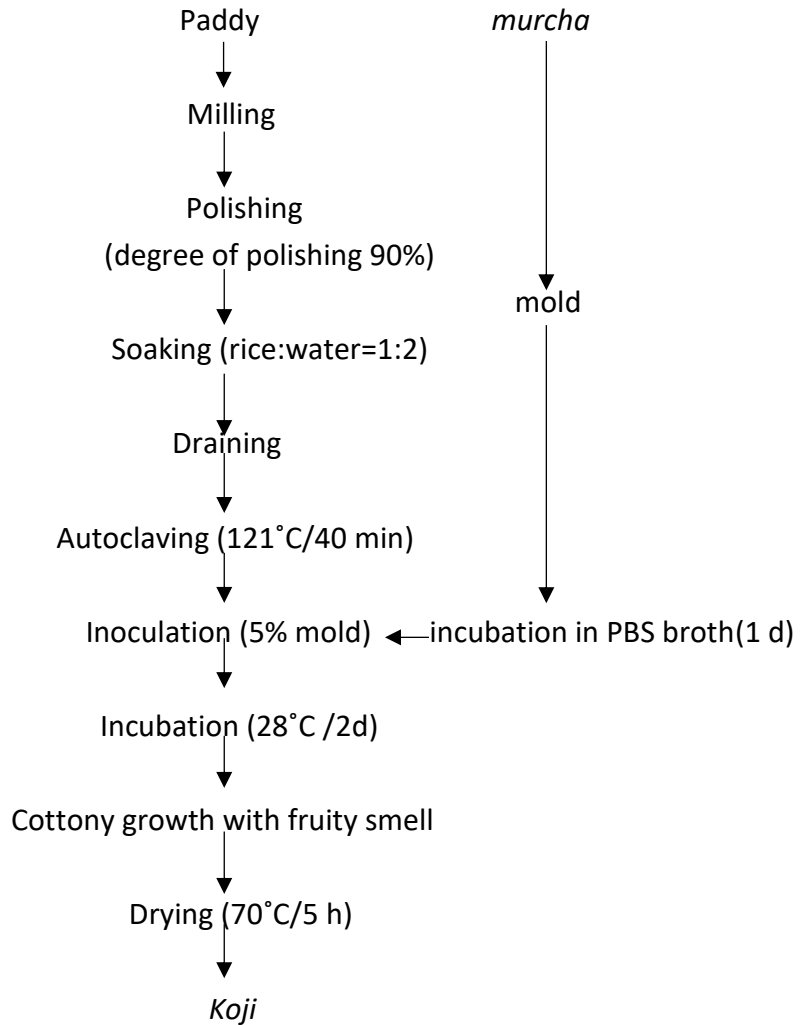 Paddy
murcha
Milling
Polishing
(degree of polishing 90%)
mold
Soaking (rice:water=1:2)
Draining
Autoclaving (121˚C/40 min)
Inoculation (5% mold)
incubation in PBS broth(1 d)
Incubation (28˚C /2d)
Cottony growth with fruity smell
Drying (70˚C/5 h)
Koji